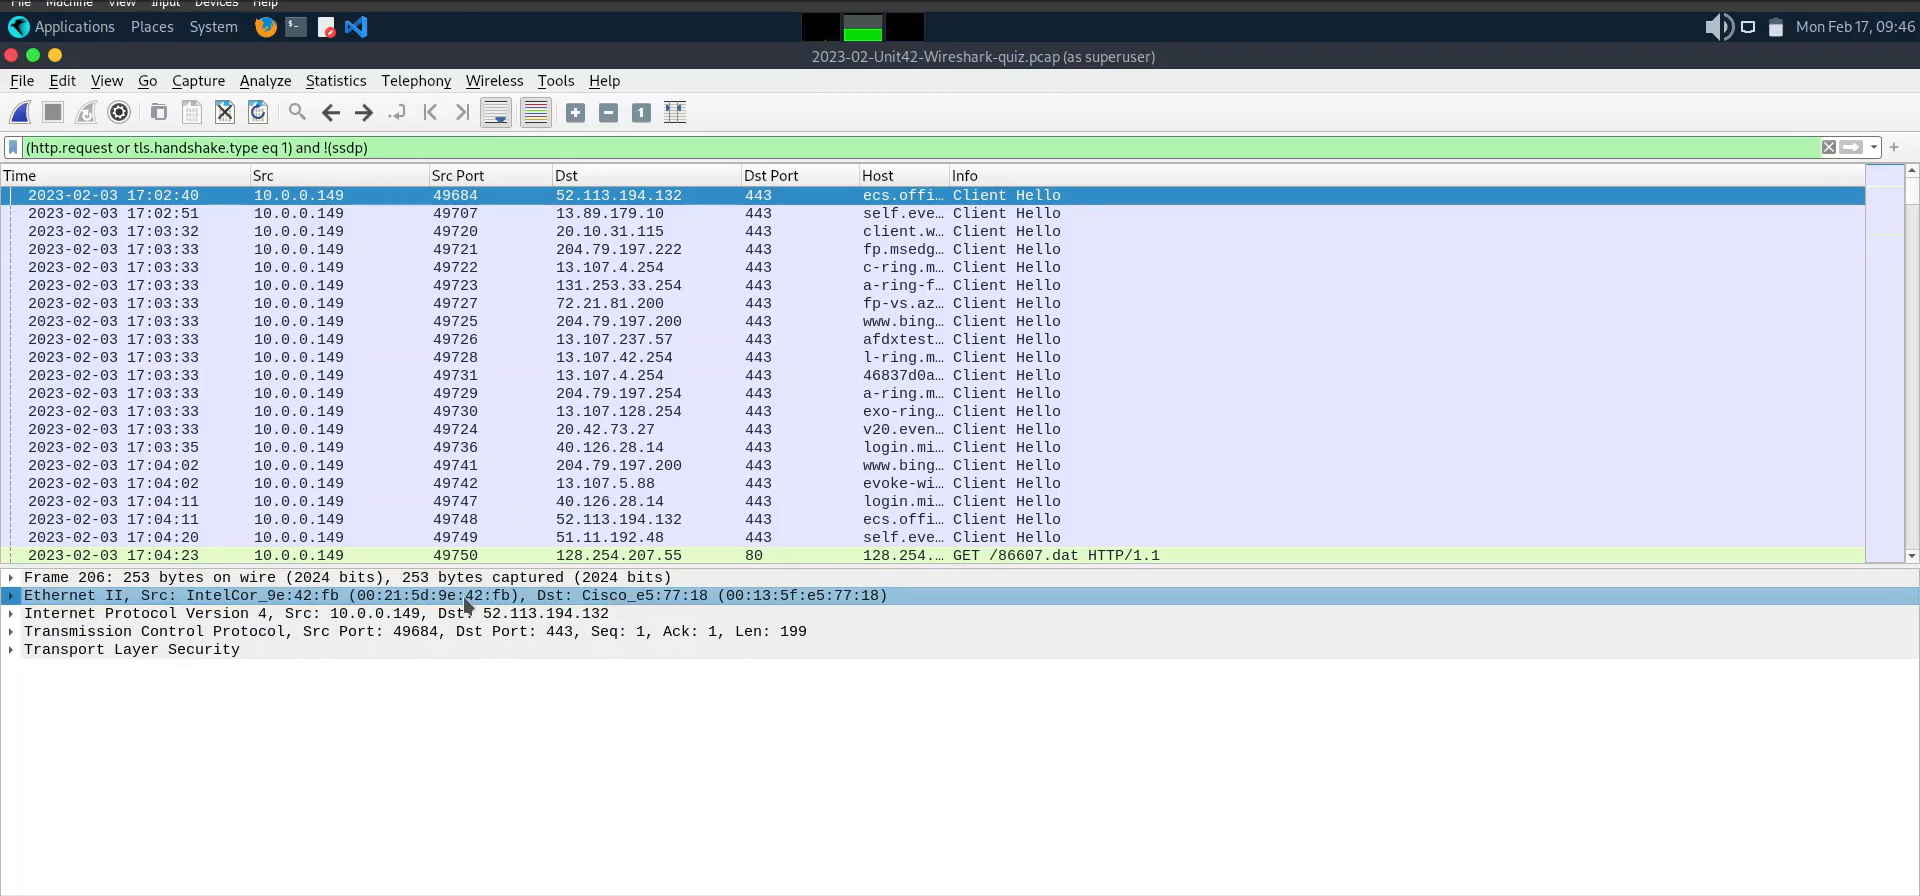 File Machine View Input Devices Help
Applications Places System Mon Feb 17, 09:46
2023-02-Unit42-Wireshark-quiz.pcap (as superuser)
File Edit View Go Capture Analyze Statistics Telephony Wireless Tools Help
(http.request or tls.handshake.type eq 1) and !(ssdp)
Time Src Src Port Dst Dst Port Host Info
2023-02-03 17:02:40 10.0.0.149 49684 52.113.194.132 443 ecs.offi… Client Hello
2023-02-03 17:02:51 10.0.0.149 49707 13.89.179.10 443 self.eve… Client Hello
2023-02-03 17:03:32 10.0.0.149 49720 20.10.31.115 443 client.w… Client Hello
2023-02-03 17:03:33 10.0.0.149 49721 204.79.197.222 443 fp.msedg… Client Hello
2023-02-03 17:03:33 10.0.0.149 49722 13.107.4.254 443 c-ring.m… Client Hello
2023-02-03 17:03:33 10.0.0.149 49723 131.253.33.254 443 a-ring-f… Client Hello
2023-02-03 17:03:33 10.0.0.149 49727 72.21.81.200 443 fp-vs.az… Client Hello
2023-02-03 17:03:33 10.0.0.149 49725 204.79.197.200 443 www.bing… Client Hello
2023-02-03 17:03:33 10.0.0.149 49726 13.107.237.57 443 afdxtest… Client Hello
2023-02-03 17:03:33 10.0.0.149 49728 13.107.42.254 443 l-ring.m… Client Hello
2023-02-03 17:03:33 10.0.0.149 49731 13.107.4.254 443 46837d0a… Client Hello
2023-02-03 17:03:33 10.0.0.149 49729 204.79.197.254 443 a-ring.m… Client Hello
2023-02-03 17:03:33 10.0.0.149 49730 13.107.128.254 443 exo-ring… Client Hello
2023-02-03 17:03:33 10.0.0.149 49724 20.42.73.27 443 v20.even… Client Hello
2023-02-03 17:03:35 10.0.0.149 49736 40.126.28.14 443 login.mi… Client Hello
2023-02-03 17:04:02 10.0.0.149 49741 204.79.197.200 443 www.bing… Client Hello
2023-02-03 17:04:02 10.0.0.149 49742 13.107.5.88 443 evoke-wi… Client Hello
2023-02-03 17:04:11 10.0.0.149 49747 40.126.28.14 443 login.mi… Client Hello
2023-02-03 17:04:11 10.0.0.149 49748 52.113.194.132 443 ecs.offi… Client Hello
2023-02-03 17:04:20 10.0.0.149 49749 51.11.192.48 443 self.eve… Client Hello
2023-02-03 17:04:23 10.0.0.149 49750 128.254.207.55 80 128.254.… GET /86607.dat HTTP/1.1
Frame 206: 253 bytes on wire (2024 bits), 253 bytes captured (2024 bits)
Ethernet II, Src: IntelCor_9e:42:fb (00:21:5d:9e:42:fb), Dst: Cisco_e5:77:18 (00:13:5f:e5:77:18)
Internet Protocol Version 4, Src: 10.0.0.149, Dst: 52.113.194.132
Transmission Control Protocol, Src Port: 49684, Dst Port: 443, Seq: 1, Ack: 1, Len: 199
Transport Layer Security